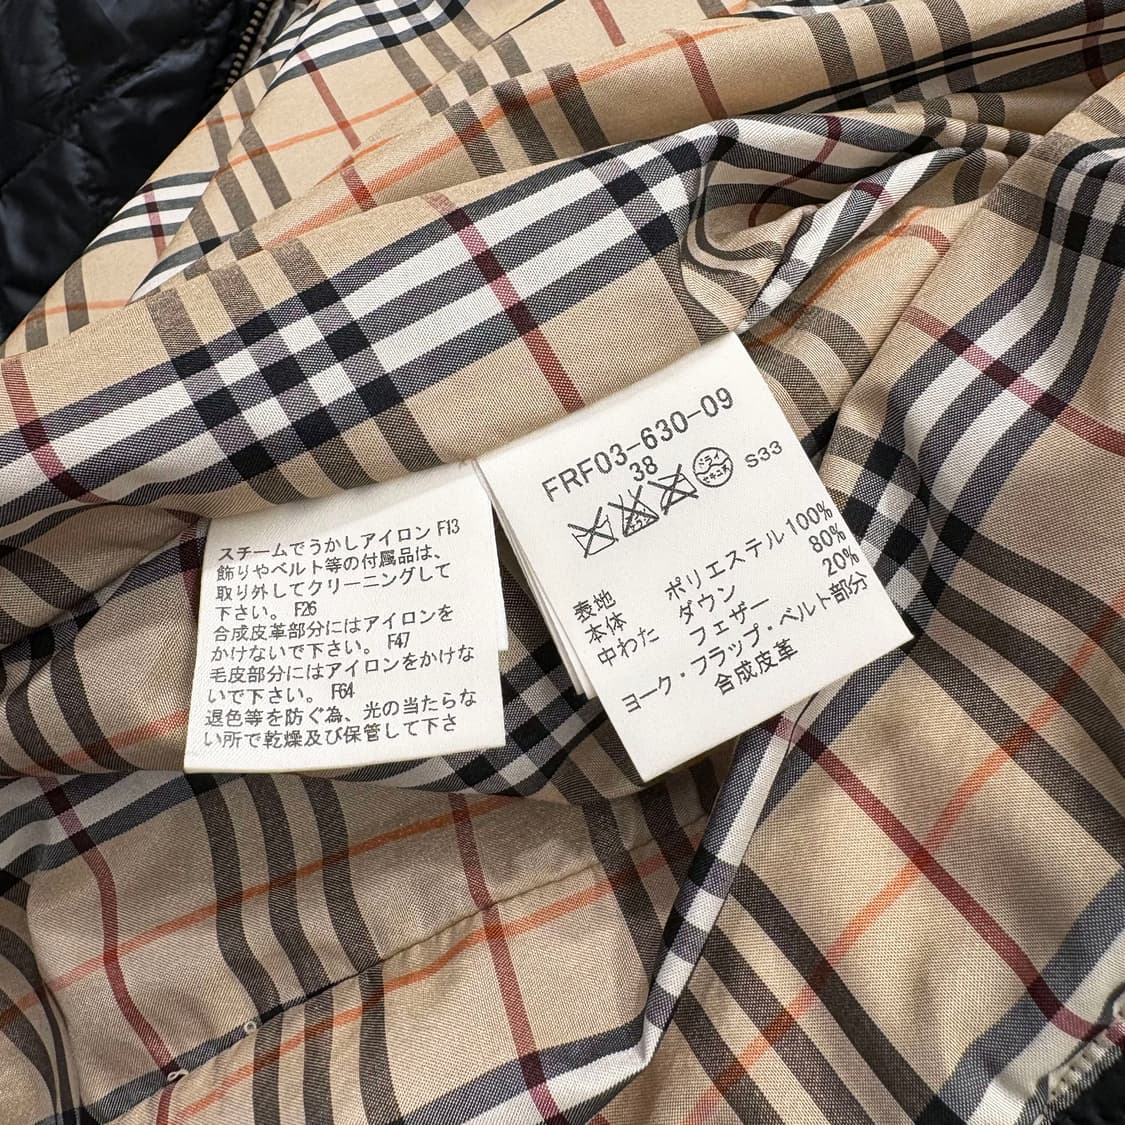 スチームでうかしアイロン F13
飾りやベルト等の付属品は、
取り外してクリーニングして
下さい。 F26
合成皮革部分にはアイロンを
かけないで下さい。 F47
毛皮部分にはアイロンをかけな
いで下さい。 F64
退色等を防ぐ為、光の当たらな
い所で乾燥及び保管して下さ
FRF03-630-09
38
ドライ
セキユ系
S33
表地 ポリエステル 100%
本体 ダウン 80%
中わた フェザー 20%
ヨーク・フラップ・ベルト部分
合成皮革